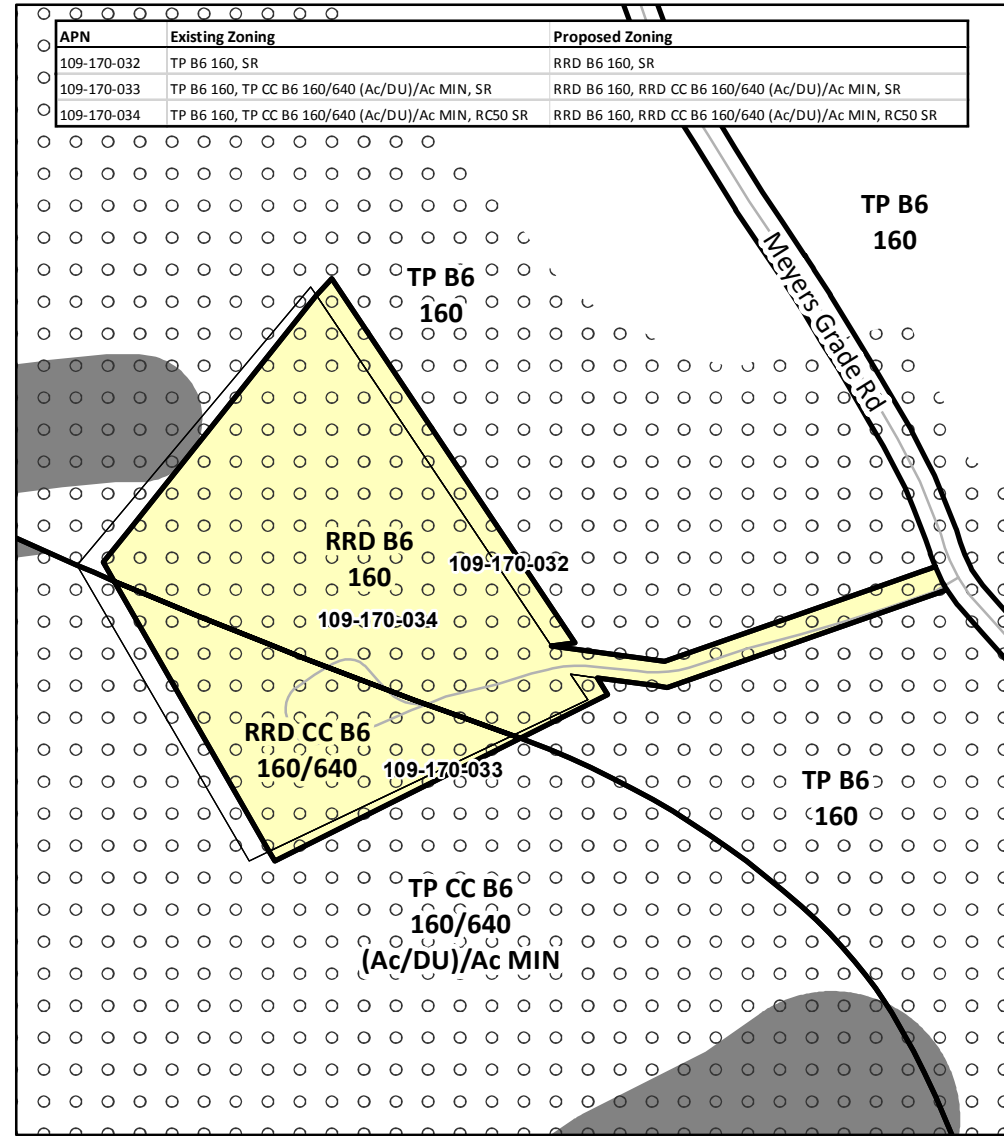 APN Existing Zoning Proposed Zoning
109-170-032 TP B6 160, SR RRD B6 160, SR
109-170-033 TP B6 160, TP CC B6 160/640 (Ac/DU)/Ac MIN, SR RRD B6 160, RRD CC B6 160/640 (Ac/DU)/Ac MIN, SR
109-170-034 TP B6 160, TP CC B6 160/640 (Ac/DU)/Ac MIN, RC50 SR RRD B6 160, RRD CC B6 160/640 (Ac/DU)/Ac MIN, RC50 SR
TP B6
160
TP B6
160
Meyers Grade Rd
RRD B6
160
109-170-032
109-170-034
RRD CC B6
160/640
109-170-033
TP B6
160
TP CC B6
160/640
(Ac/DU)/Ac MIN